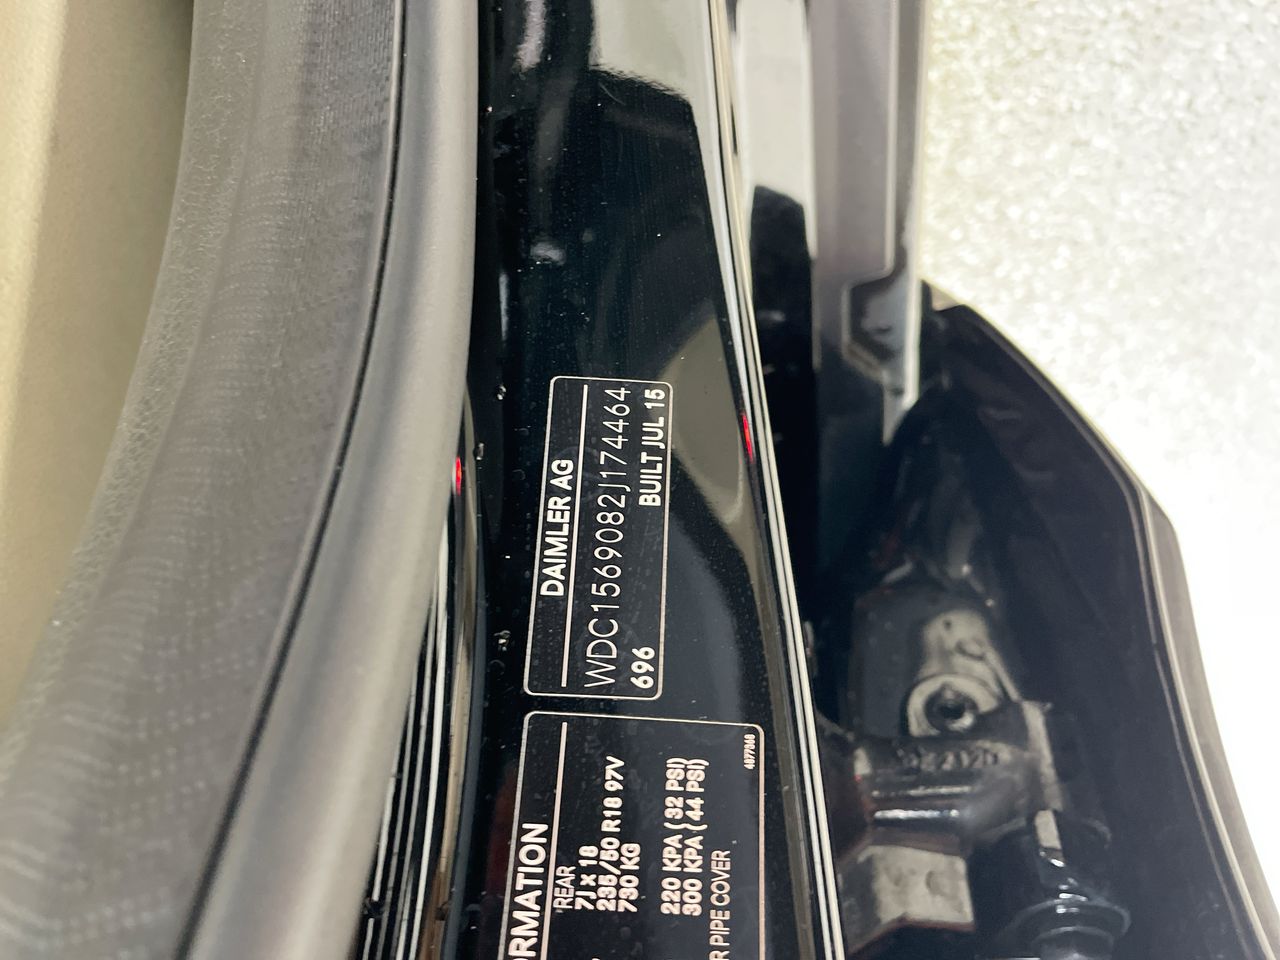 DAIMLER AG
WDC1569082J174464
696 BUILT JUL 15
ORMATION
REAR
7J x 18
235/50 R18 97V
730 KG
220 KPA (32 PSI)
300 KPA (44 PSI)
R PIPE COVER